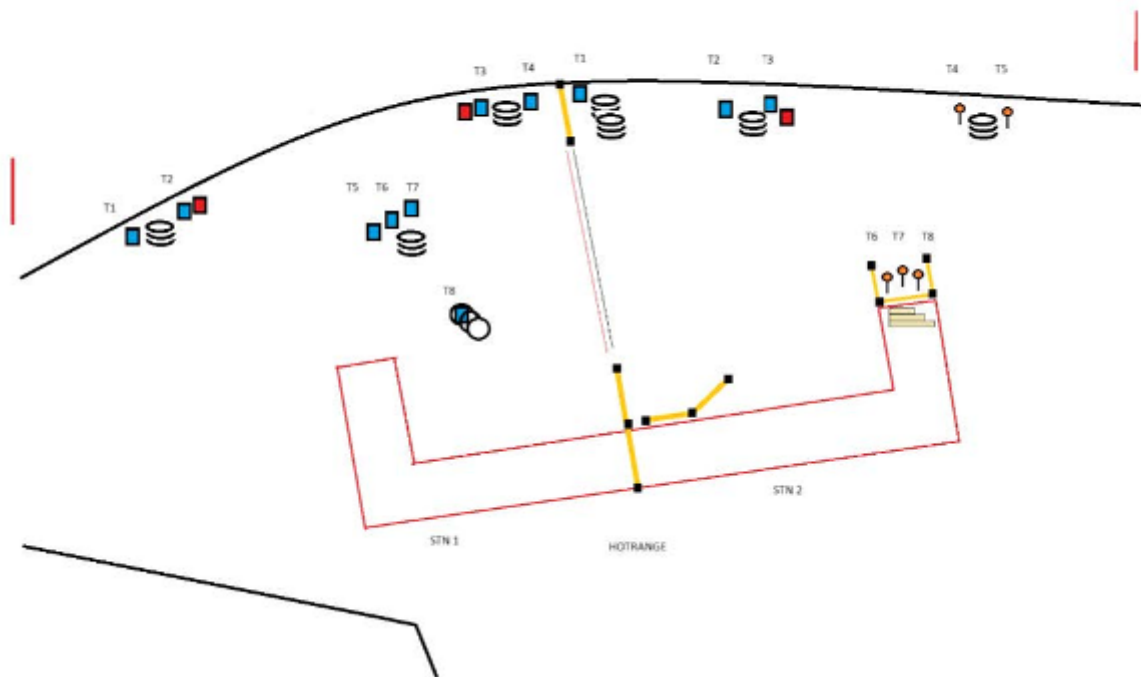 T3 T4 T1 T2 T3 T4 T5
T1 T2
T5 T6 T7
T6 T7 T8
T8
STN 2
STN 1
HOTRANGE